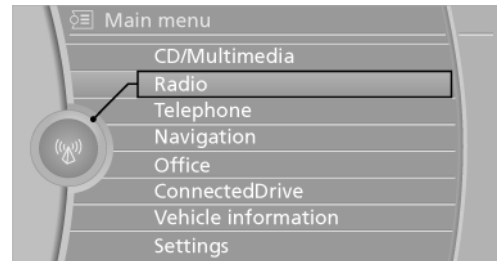 Main menu
CD/Multimedia
Radio
Telephone
Navigation
Office
ConnectedDrive
Vehicle information
Settings